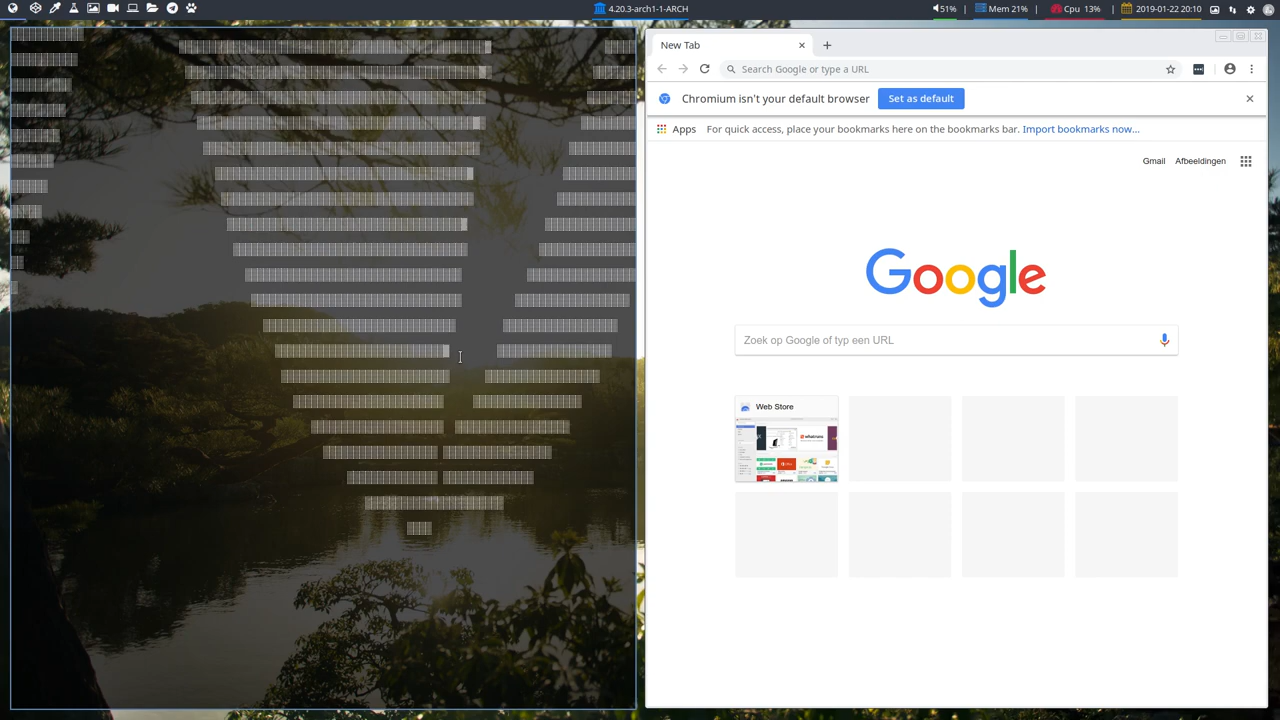 4.20.3-arch1-1-ARCH
51%
Mem 21%
Cpu 13%
2019-01-22 20:10
New Tab
Search Google or type a URL
Chromium isn't your default browser
Set as default
Apps
For quick access, place your bookmarks here on the bookmarks bar. Import bookmarks now...
Gmail
Afbeeldingen
Google
Zoek op Google of typ een URL
Web Store